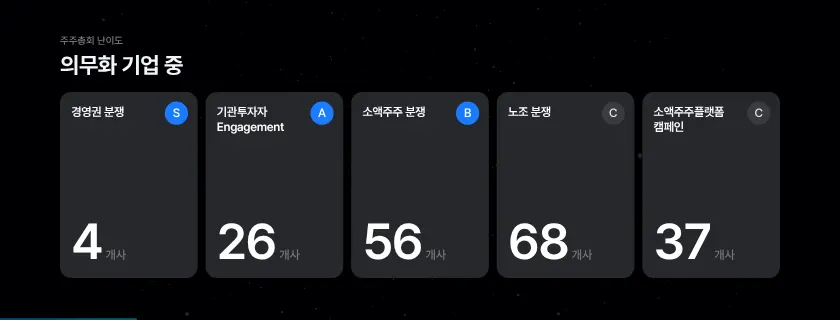 주주총회 난이도
의무화 기업 중
경영권 분쟁
S
4 개사
기관투자자
Engagement
A
26 개사
소액주주 분쟁
B
56 개사
노조 분쟁
C
68 개사
소액주주플랫폼
캠페인
C
37 개사